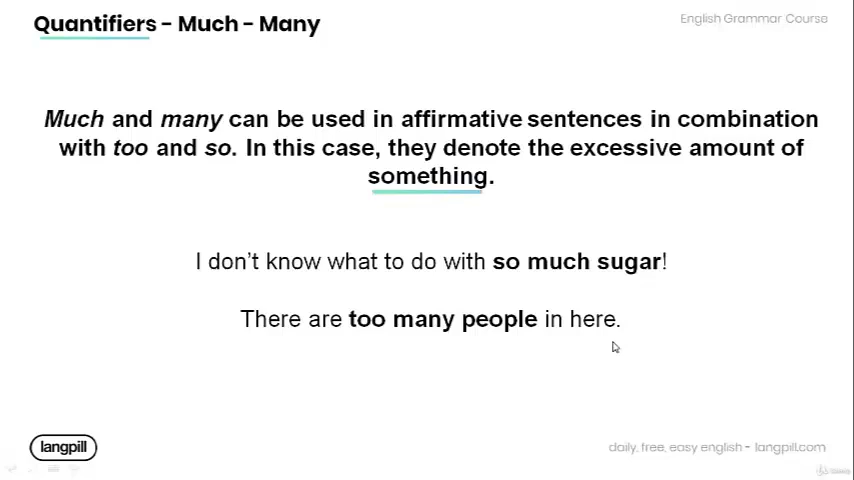 Quantifiers - Much - Many
English Grammar Course
Much and many can be used in affirmative sentences in combination
with too and so. In this case, they denote the excessive amount of
something.
I don't know what to do with so much sugar!
There are too many people in here.
langpill
daily, free, easy english - langpill.com